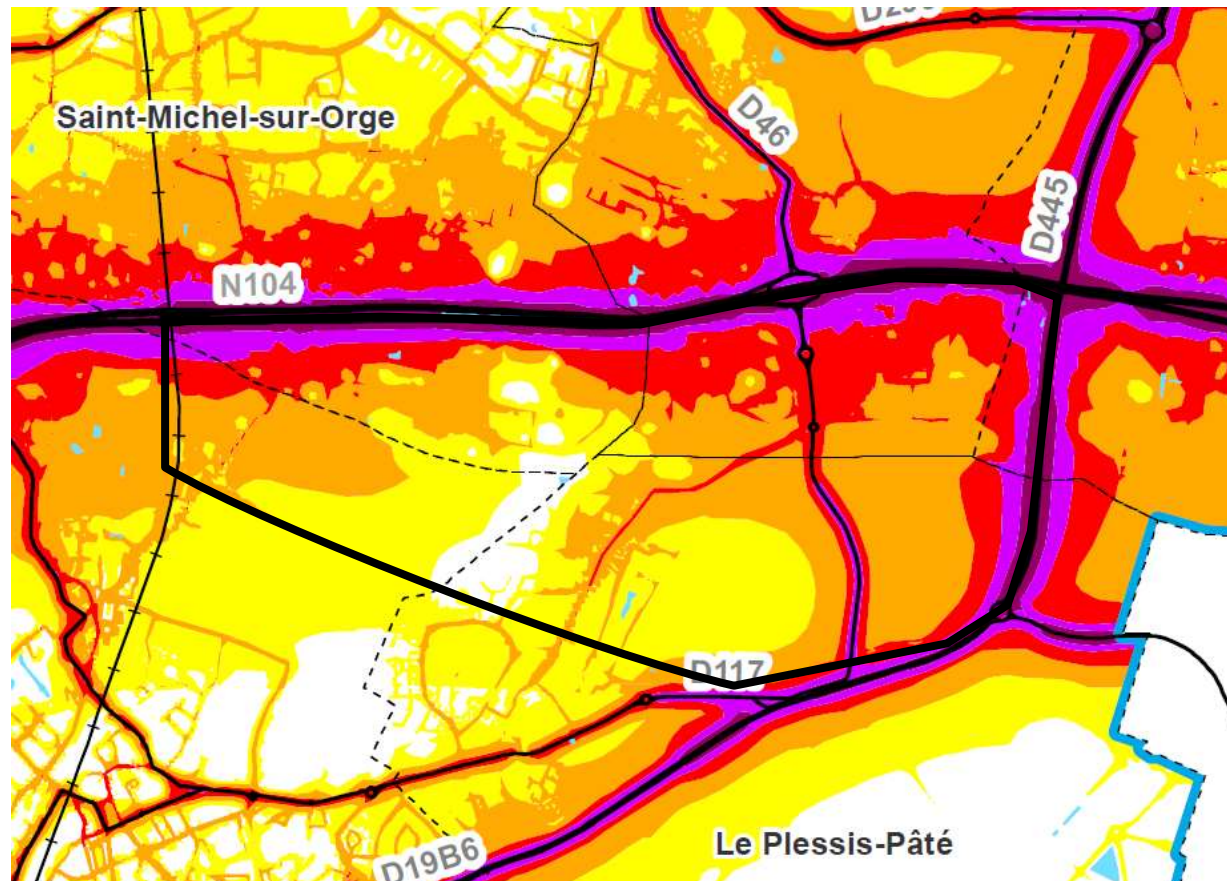 Saint-Michel-sur-Orge
D46
D445
N104
D117
D19B6
Le Plessis-Pâté